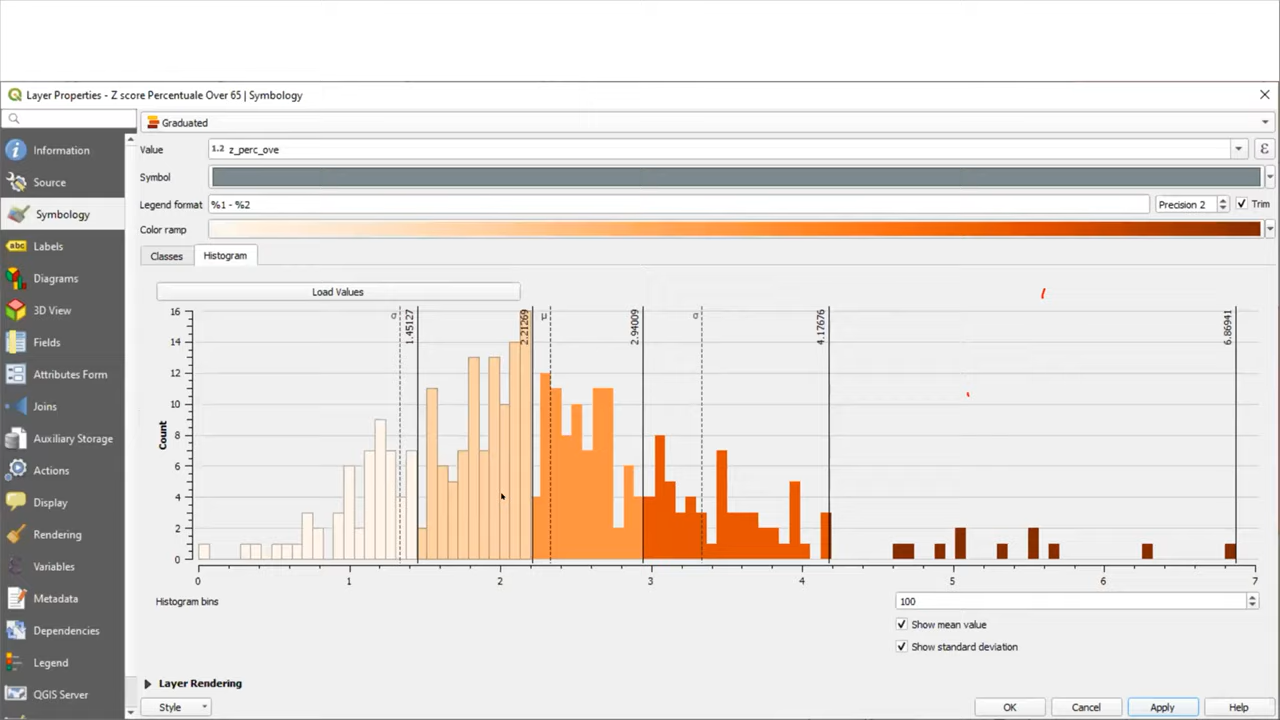 Layer Properties - Z score Percentuale Over 65 | Symbology
Graduated
Information
Source
Symbology
Labels
Diagrams
3D View
Fields
Attributes Form
Joins
Auxiliary Storage
Actions
Display
Rendering
Variables
Metadata
Dependencies
Legend
QGIS Server
abc
Value
1.2 z_perc_ove
ε
Symbol
Legend format
%1 - %2
Precision 2
Trim
Color ramp
Classes
Histogram
Load Values
16
14
12
10
8
6
4
2
0
Count
σ
1.45127
2.21269
μ
2.94009
σ
4.17676
6.86941
0 1 2 3 4 5 6 7
Histogram bins
100
Show mean value
Show standard deviation
Layer Rendering
Style
OK
Cancel
Apply
Help